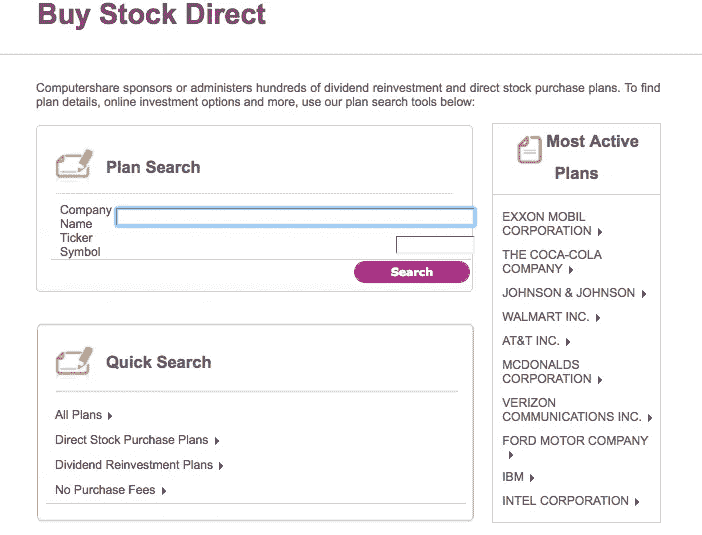 Buy Stock Direct
Computershare sponsors or administers hundreds of dividend reinvestment and direct stock purchase plans. To find
plan details, online investment options and more, use our plan search tools below:
Plan Search
Company
Name
Ticker
Symbol
Search
Quick Search
All Plans
Direct Stock Purchase Plans
Dividend Reinvestment Plans
No Purchase Fees
Most Active
Plans
EXXON MOBIL
CORPORATION
THE COCA-COLA
COMPANY
JOHNSON & JOHNSON
WALMART INC.
AT&T INC.
MCDONALDS
CORPORATION
VERIZON
COMMUNICATIONS INC.
FORD MOTOR COMPANY
IBM
INTEL CORPORATION